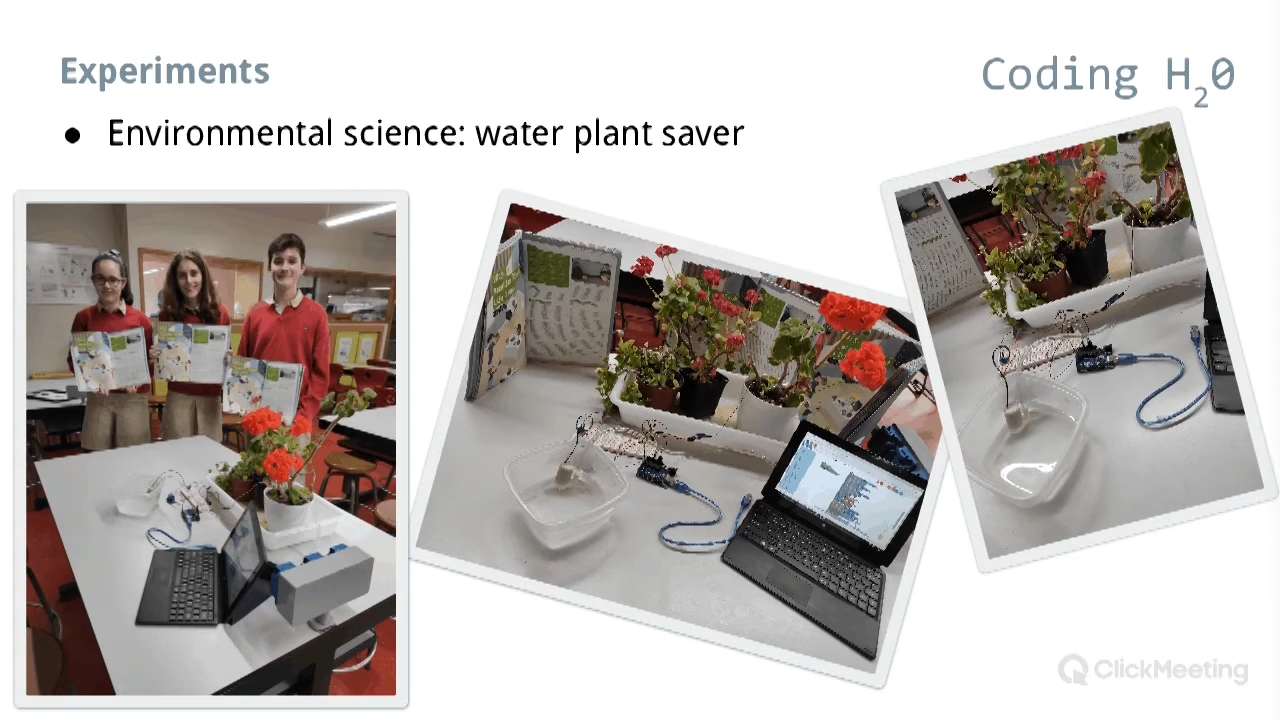 Experiments
Coding H₂0
● Environmental science: water plant saver
ClickMeeting